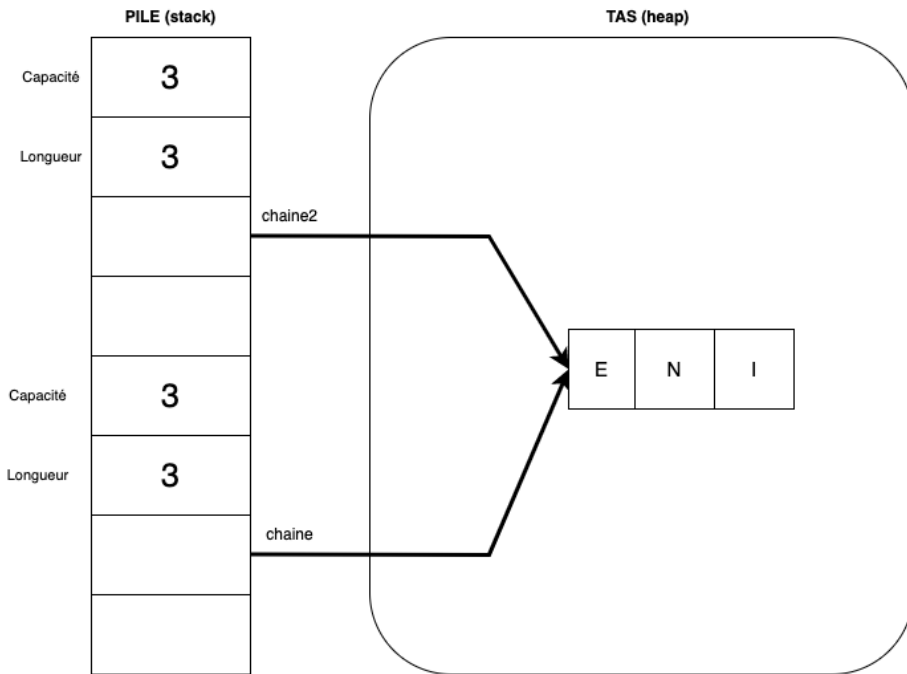 PILE (stack)
TAS (heap)
Capacité
3
Longueur
3
chaine2
E N I
Capacité
3
Longueur
3
chaine